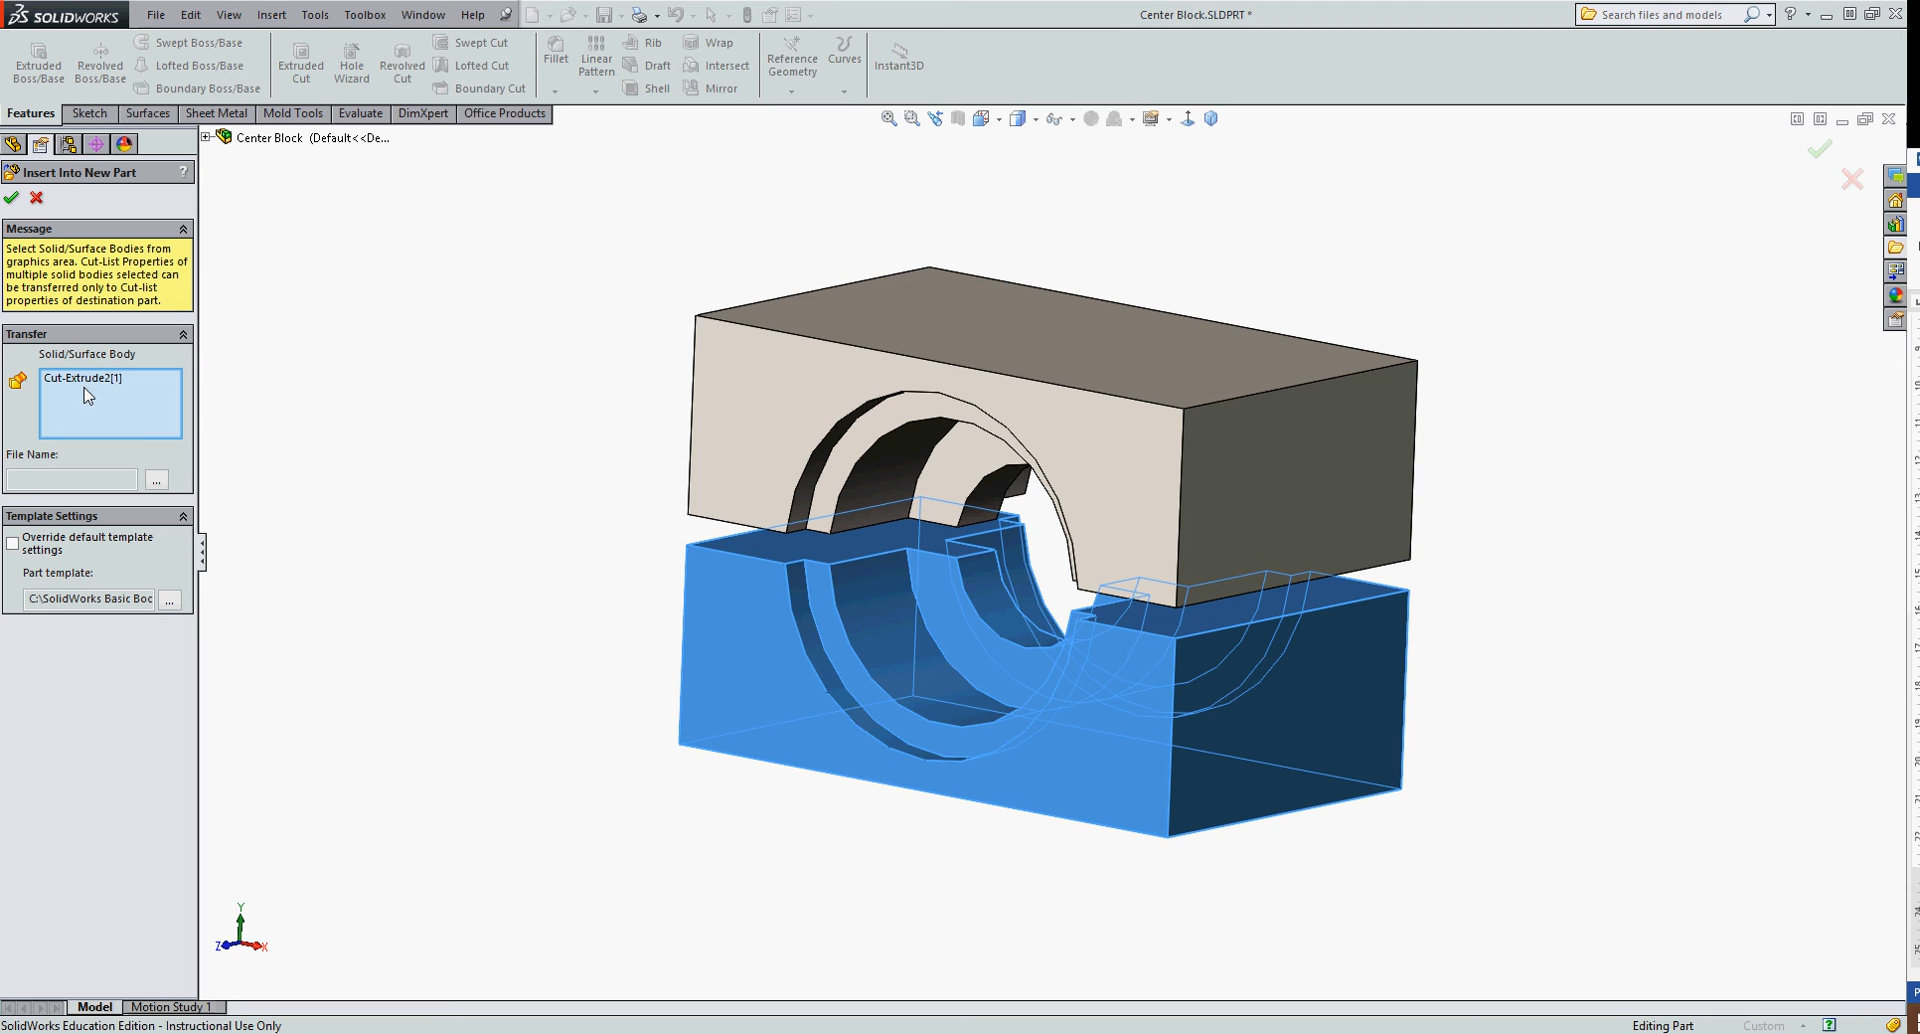 SOLIDWORKS File Edit View Insert Tools Toolbox Window Help Center Block.SLDPRT * Search files and models
Extruded Boss/Base
Revolved Boss/Base
Swept Boss/Base
Lofted Boss/Base
Boundary Boss/Base
Extruded Cut
Hole Wizard
Revolved Cut
Swept Cut
Lofted Cut
Boundary Cut
Fillet
Linear Pattern
Rib
Draft
Shell
Wrap
Intersect
Mirror
Reference Geometry
Curves
Instant3D
Features Sketch Surfaces Sheet Metal Mold Tools Evaluate DimXpert Office Products
Center Block (Default<<De...
Insert Into New Part ?
Message
Select Solid/Surface Bodies from
graphics area. Cut-List Properties of
multiple solid bodies selected can
be transferred only to Cut-list
properties of destination part.
Transfer
Solid/Surface Body
Cut-Extrude2[1]
File Name:
...
Template Settings
Override default template
settings
Part template:
C:\SolidWorks Basic Boc ...
Y
Z X
Model Motion Study 1
SolidWorks Education Edition - Instructional Use Only Editing Part Custom ?